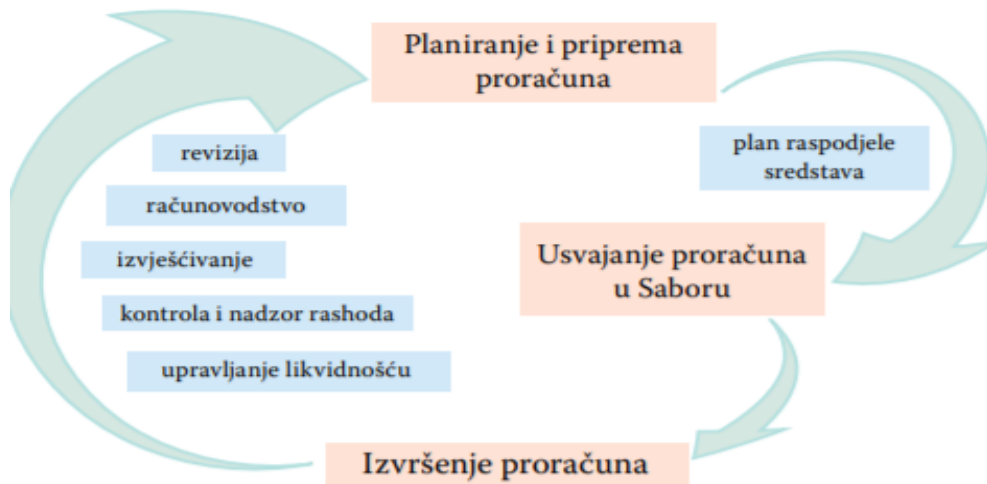 Planiranje i priprema
proračuna
plan raspodjele
sredstava
Usvajanje proračuna
u Saboru
Izvršenje proračuna
revizija
računovodstvo
izvješćivanje
kontrola i nadzor rashoda
upravljanje likvidnošću